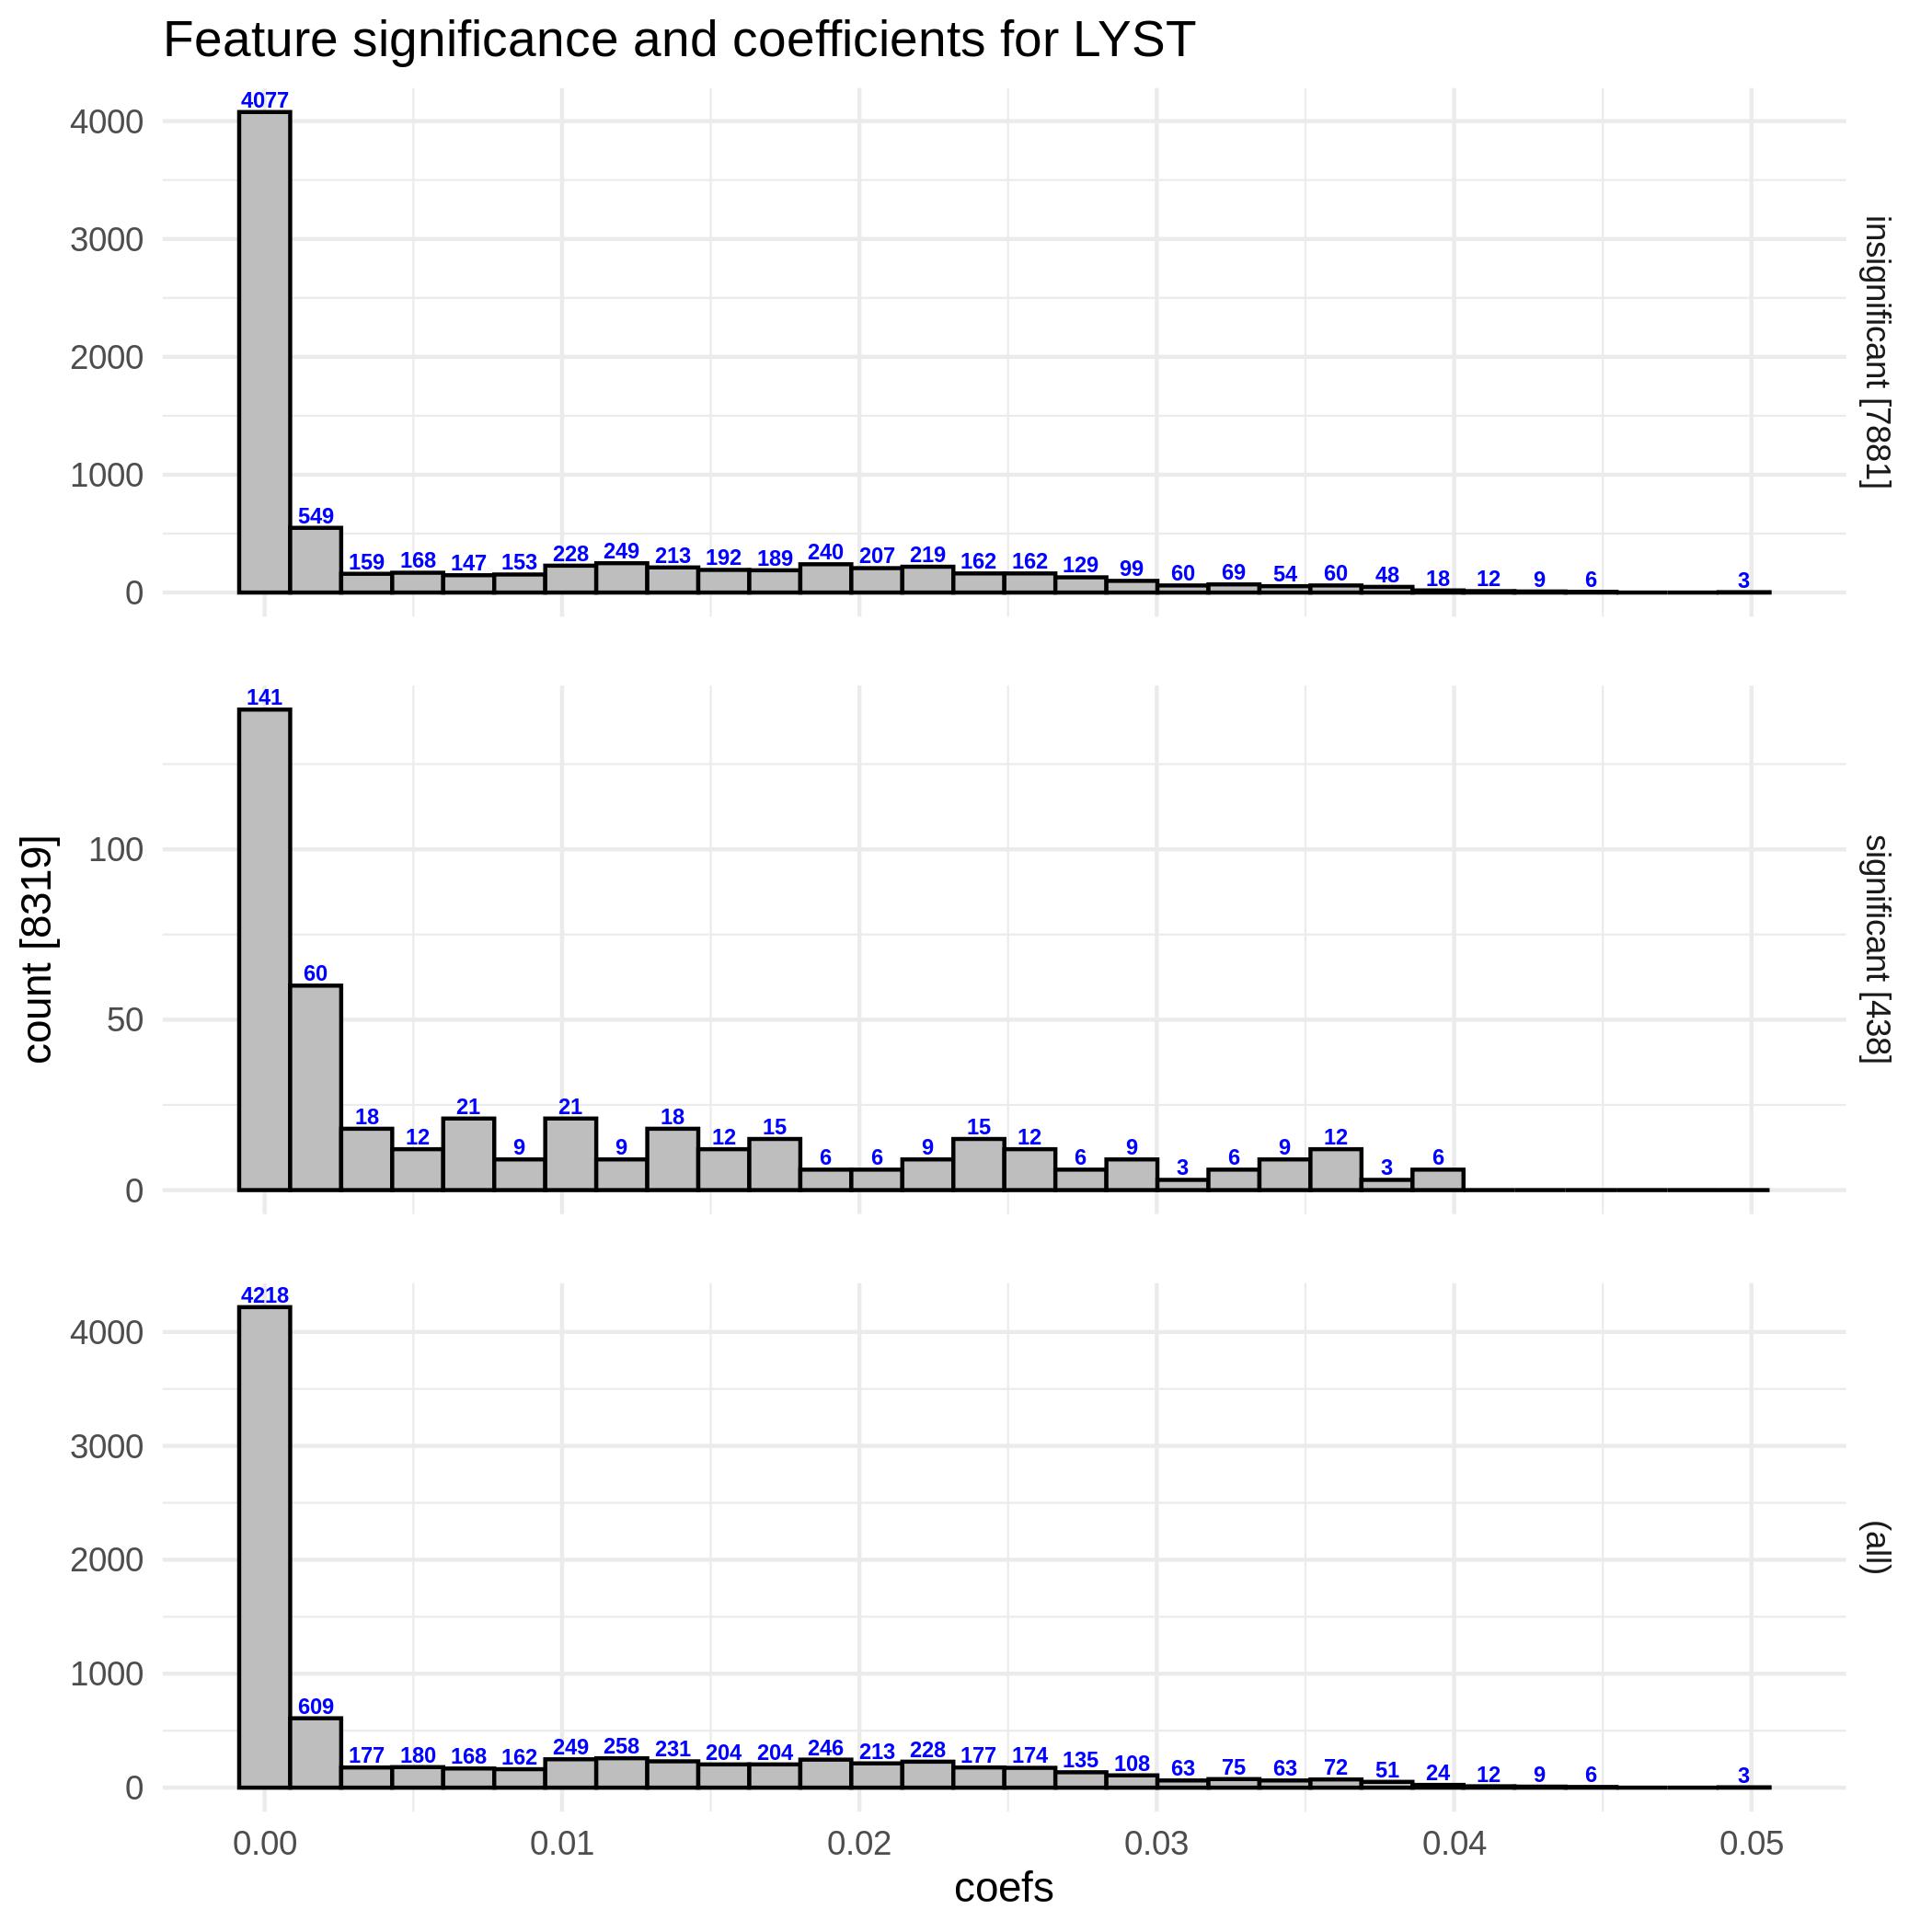 Feature significance and coefficients for LYST
4077
4000
3000
2000
1000
0
549
159 168 147 153 228 249 213 192 189 240 207 219 162 162 129 99 60 69 54 60 48 18 12 9 6 3
insignificant [7881]
141
100
50
0
60
18 12 21 9 21 9 18 12 15 6 6 9 15 12 6 9 3 6 9 12 3 6
significant [438]
count [8319]
4218
4000
3000
2000
1000
0
609
177 180 168 162 249 258 231 204 204 246 213 228 177 174 135 108 63 75 63 72 51 24 12 9 6 3
(all)
0.00 0.01 0.02 0.03 0.04 0.05
coefs